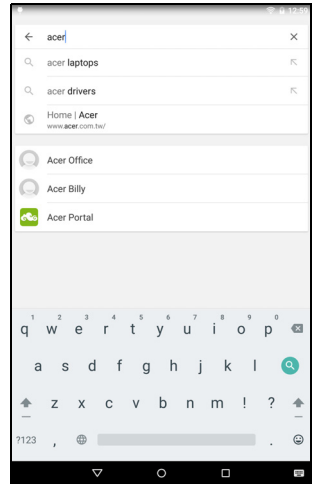 12:59
acer
acer laptops
acer drivers
Home | Acer
www.acer.com.tw/
Acer Office
Acer Billy
Acer Portal
1 2 3 4 5 6 7 8 9 0
q w e r t y u i o p
a s d f g h j k l
z x c v b n m ! ?
?123 , .